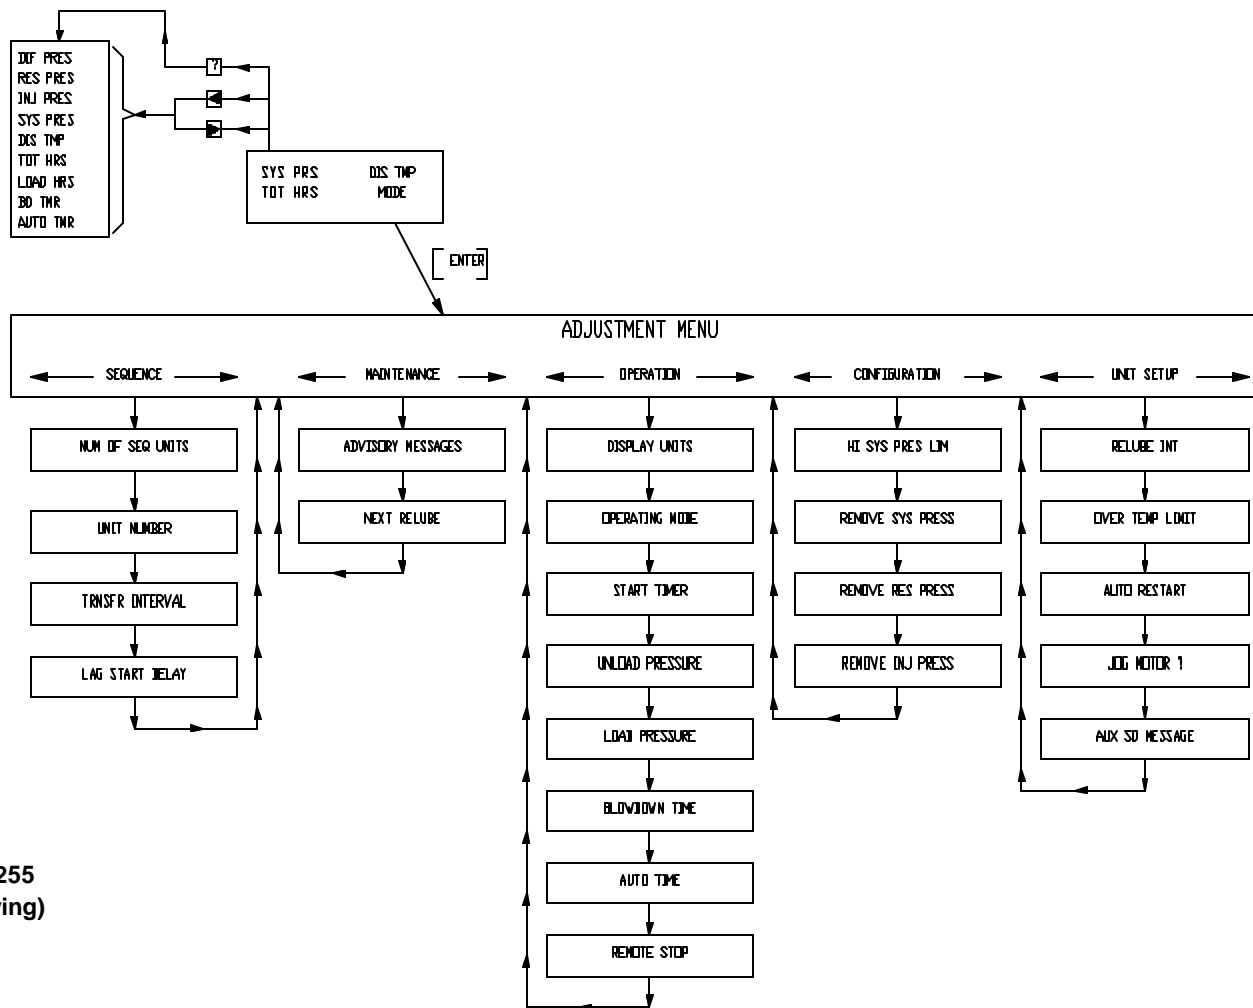 DIF PRES
RES PRES
INJ PRES
SYS PRES
DIS TMP
TOT HRS
LOAD HRS
BD TMR
AUTO TMR
?
SYS PRS DIS TMP
TOT HRS MODE
ENTER
ADJUSTMENT MENU
SEQUENCE MAINTENANCE OPERATION CONFIGURATION UNIT SETUP
NUM OF SEQ UNITS
UNIT NUMBER
TRNSFR INTERVAL
LAG START DELAY
ADVISORY MESSAGES
NEXT RELUBE
DISPLAY UNITS
OPERATING MODE
START TIMER
UNLOAD PRESSURE
LOAD PRESSURE
BLOWDOWN TIME
AUTO TIME
REMOTE STOP
HI SYS PRES LIM
REMOVE SYS PRESS
REMOVE RES PRESS
REMOVE INJ PRESS
RELUBE INT
OVER TEMP LIMIT
AUTO RESTART
JOG MOTOR ?
AUX SD MESSAGE
255
ing)